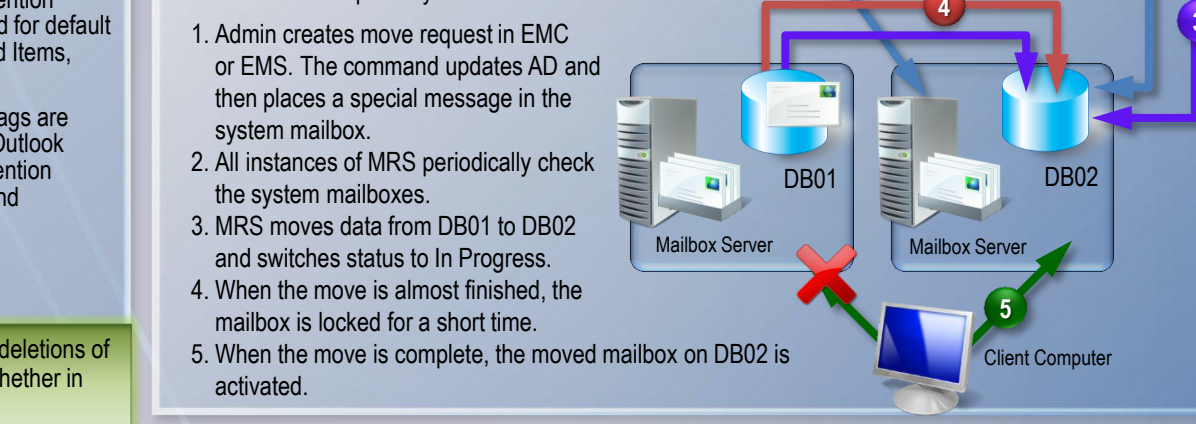 ention
d for default
d Items,
ags are
Outlook
ention
nd
deletions of
hether in
1. Admin creates move request in EMC
or EMS. The command updates AD and
then places a special message in the
system mailbox.
2. All instances of MRS periodically check
the system mailboxes.
3. MRS moves data from DB01 to DB02
and switches status to In Progress.
4. When the move is almost finished, the
mailbox is locked for a short time.
5. When the move is complete, the moved mailbox on DB02 is
activated.
4
3
DB01
DB02
Mailbox Server
Mailbox Server
5
Client Computer